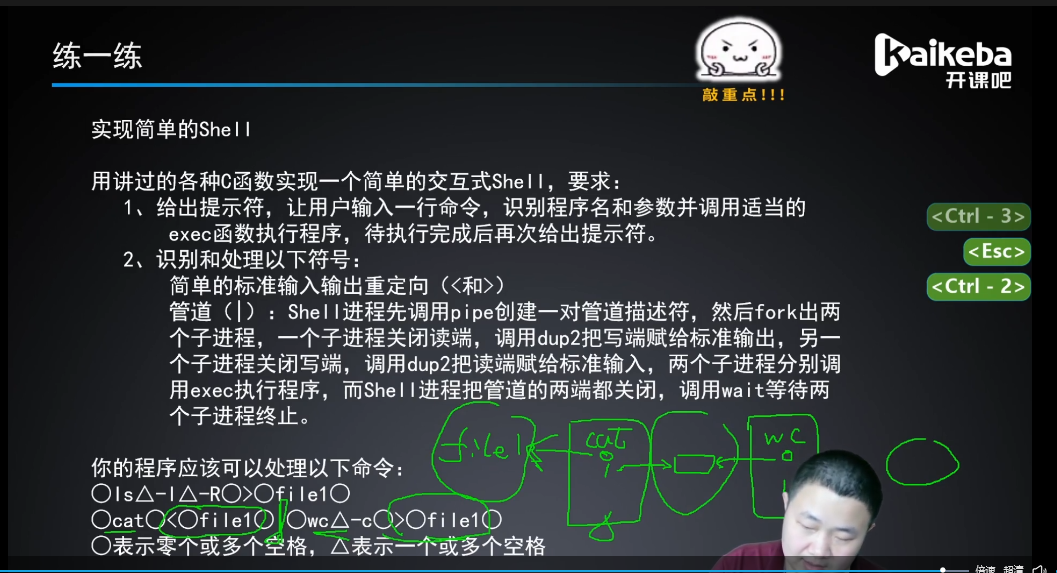 练一练
敲重点!!!
kaikeba
开课吧
实现简单的Shell
用讲过的各种C函数实现一个简单的交互式Shell，要求：
1、给出提示符，让用户输入一行命令，识别程序名和参数并调用适当的
exec函数执行程序，待执行完成后再次给出提示符。
2、识别和处理以下符号：
简单的标准输入输出重定向（<和>）
管道（|）：Shell进程先调用pipe创建一对管道描述符，然后fork出两
个子进程，一个子进程关闭读端，调用dup2把写端赋给标准输出，另一
个子进程关闭写端，调用dup2把读端赋给标准输入，两个子进程分别调
用exec执行程序，而Shell进程把管道的两端都关闭，调用wait等待两
个子进程终止。
你的程序应该可以处理以下命令：
○ls△-l△-R○>○file1○
○cat○<○file1○|○wc△-c○>○file1○
○表示零个或多个空格，△表示一个或多个空格
<Ctrl - 3>
<Esc>
<Ctrl - 2>
file1
cat
0
1
wc
0
倍速 超清